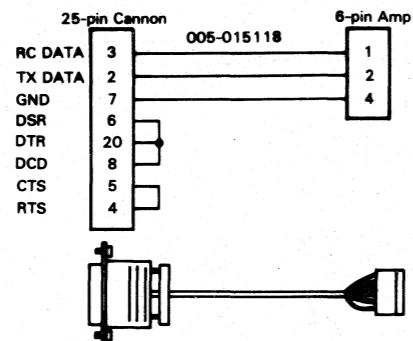 25-pin Cannon
6-pin Amp
005-015118
RC DATA 3 1
TX DATA 2 2
GND 7 4
DSR 6
DTR 20
DCD 8
CTS 5
RTS 4